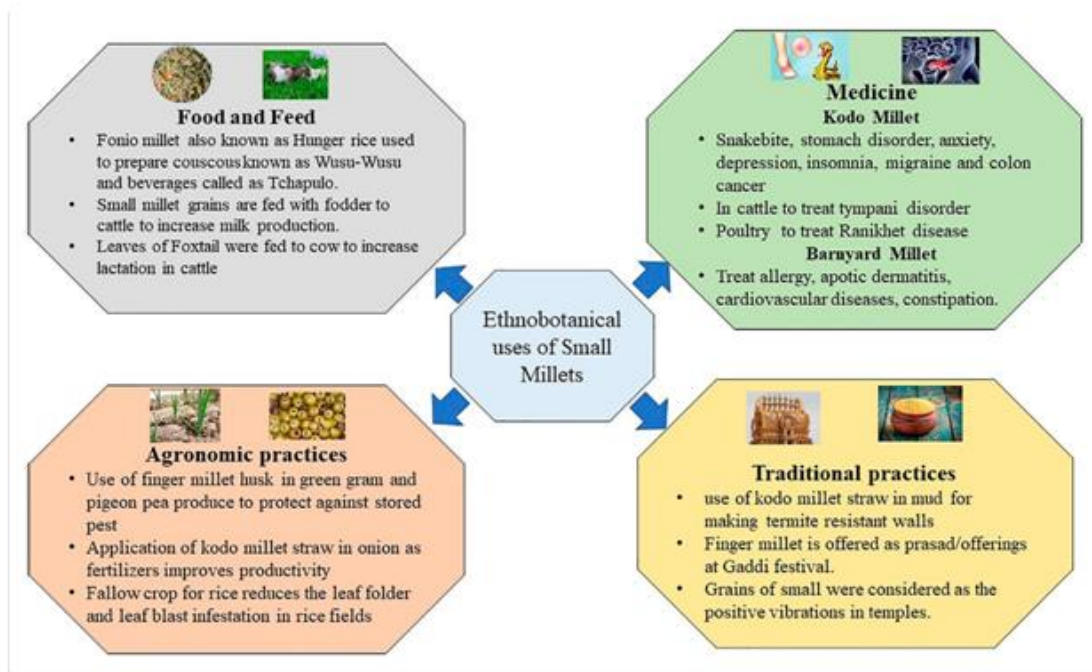 Food and Feed
• Fonio millet also known as Hunger rice used
to prepare couscous known as Wusu-Wusu
and beverages called as Tchapulo.
• Small millet grains are fed with fodder to
cattle to increase milk production.
• Leaves of Foxtail were fed to cow to increase
lactation in cattle
Medicine
Kodo Millet
• Snakebite, stomach disorder, anxiety,
depression, insomnia, migraine and colon
cancer
• In cattle to treat tympani disorder
• Poultry to treat Ranikhet disease
Barnyard Millet
• Treat allergy, apotic dermatitis,
cardiovascular diseases, constipation.
Ethnobotanical
uses of Small
Millets
Agronomic practices
• Use of finger millet husk in green gram and
pigeon pea produce to protect against stored
pest
• Application of kodo millet straw in onion as
fertilizers improves productivity
• Fallow crop for rice reduces the leaf folder
and leaf blast infestation in rice fields
Traditional practices
• use of kodo millet straw in mud for
making termite resistant walls
• Finger millet is offered as prasad/offerings
at Gaddi festival.
• Grains of small were considered as the
positive vibrations in temples.